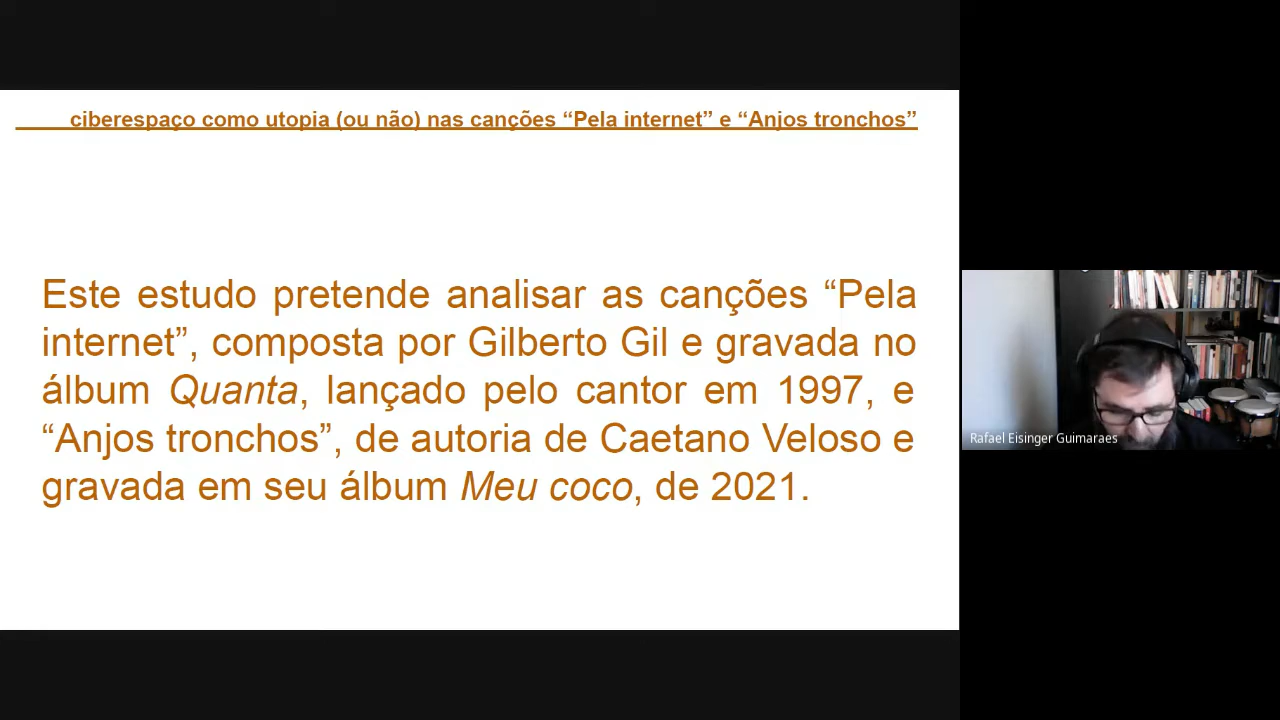 ciberespaço como utopia (ou não) nas canções “Pela internet” e “Anjos tronchos”
Este estudo pretende analisar as canções “Pela
internet”, composta por Gilberto Gil e gravada no
álbum Quanta, lançado pelo cantor em 1997, e
“Anjos tronchos”, de autoria de Caetano Veloso e
gravada em seu álbum Meu coco, de 2021.
Rafael Eisinger Guimaraes